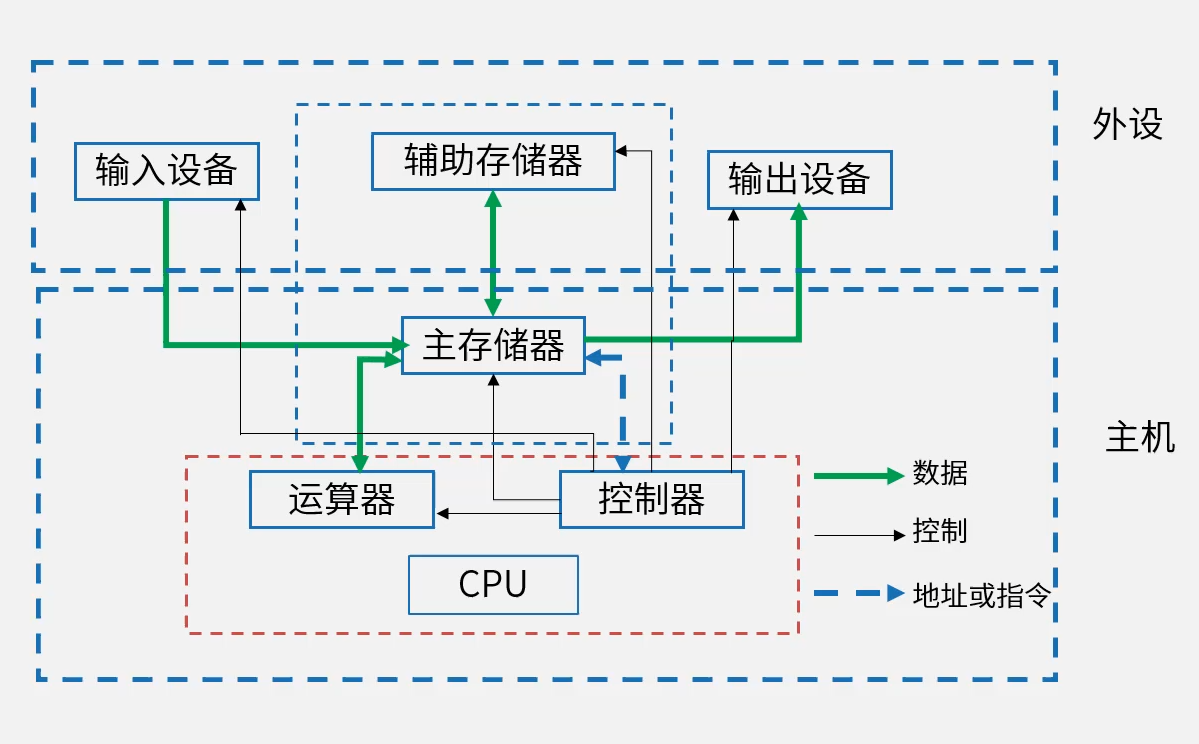 外设
输入设备
辅助存储器
输出设备
主存储器
主机
运算器
控制器
CPU
数据
控制
地址或指令